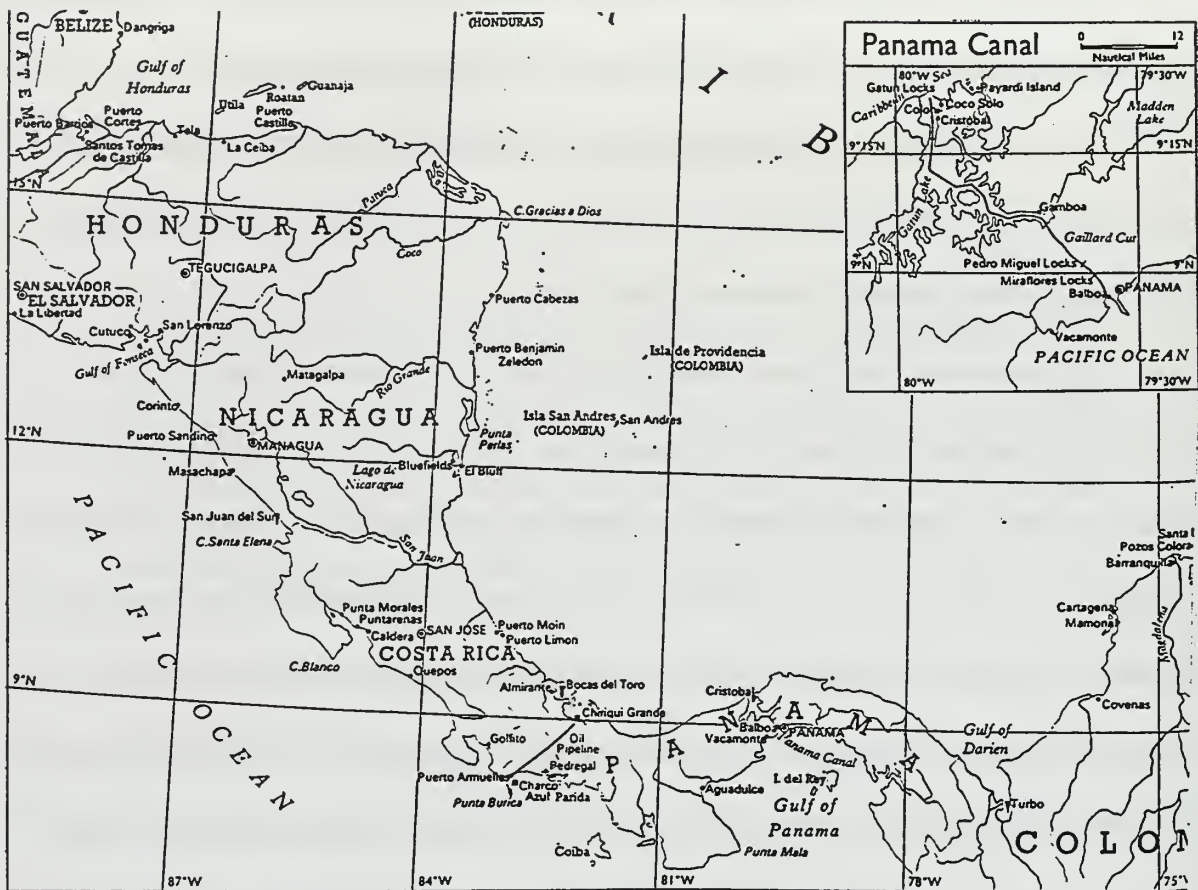 GUATEMALA
BELIZE
Dangriga
(HONDURAS)
Gulf of
Honduras
Utila
Roatan
Guanaja
Puerto
Castilla
Puerto Barrios
Puerto
Cortes
Tela
La Ceiba
Santos Tomas
de Castilla
15°N
Patuca
C.Gracias a Dios
HONDURAS
Coco
TEGUCIGALPA
SAN SALVADOR
EL SALVADOR
La Libertad
Cutuco
San Lorenzo
Gulf of Fonseca
Puerto Cabezas
Puerto Benjamin
Zeledon
Isla de Providencia
(COLOMBIA)
Matagalpa
Rio Grande
Corinto
NICARAGUA
Isla San Andres
(COLOMBIA)
San Andres
12°N
Puerto Sandino
MANAGUA
Punta
Perlas
Masachapa
Lago de
Nicaragua
Bluefields
El Bluff
San Juan del Sur
C.Santa Elena
San Juan
PACIFIC OCEAN
Punta Morales
Puntarenas
Caldera
SAN JOSE
Puerto Moin
Puerto Limon
C.Blanco
COSTA RICA
Quepos
9°N
Almirante
Bocas del Toro
Chiriqui Grande
Cristobal
Golfito
Oil
Pipeline
Balboa
PANAMA
Vacamonte
Panama Canal
PANAMA
Puerto Armuelles
Pedregal
Charco
Azul
Parida
Punta Burica
Aguadulce
I. del Rey
Gulf of
Panama
Coiba
Punta Mala
Gulf of
Darien
Turbo
Santa
Pozos Colora
Barranquilla
Cartagena
Mamonal
Magdalena
Covenas
COLOM
87°W
84°W
81°W
78°W
75°W
I
B
Panama Canal
0 12
Nautical Miles
80°W
79°30'W
Gatun Locks
Payardi Island
Caribbean
Colon
Coco Solo
Cristobal
Madden
Lake
9°15'N
9°15'N
Gatun Lake
Gamboa
Gaillard Cut
9°N
Pedro Miguel Locks
9°N
Miraflores Locks
Balboa
PANAMA
Vacamonte
PACIFIC OCEAN
80°W
79°30'W